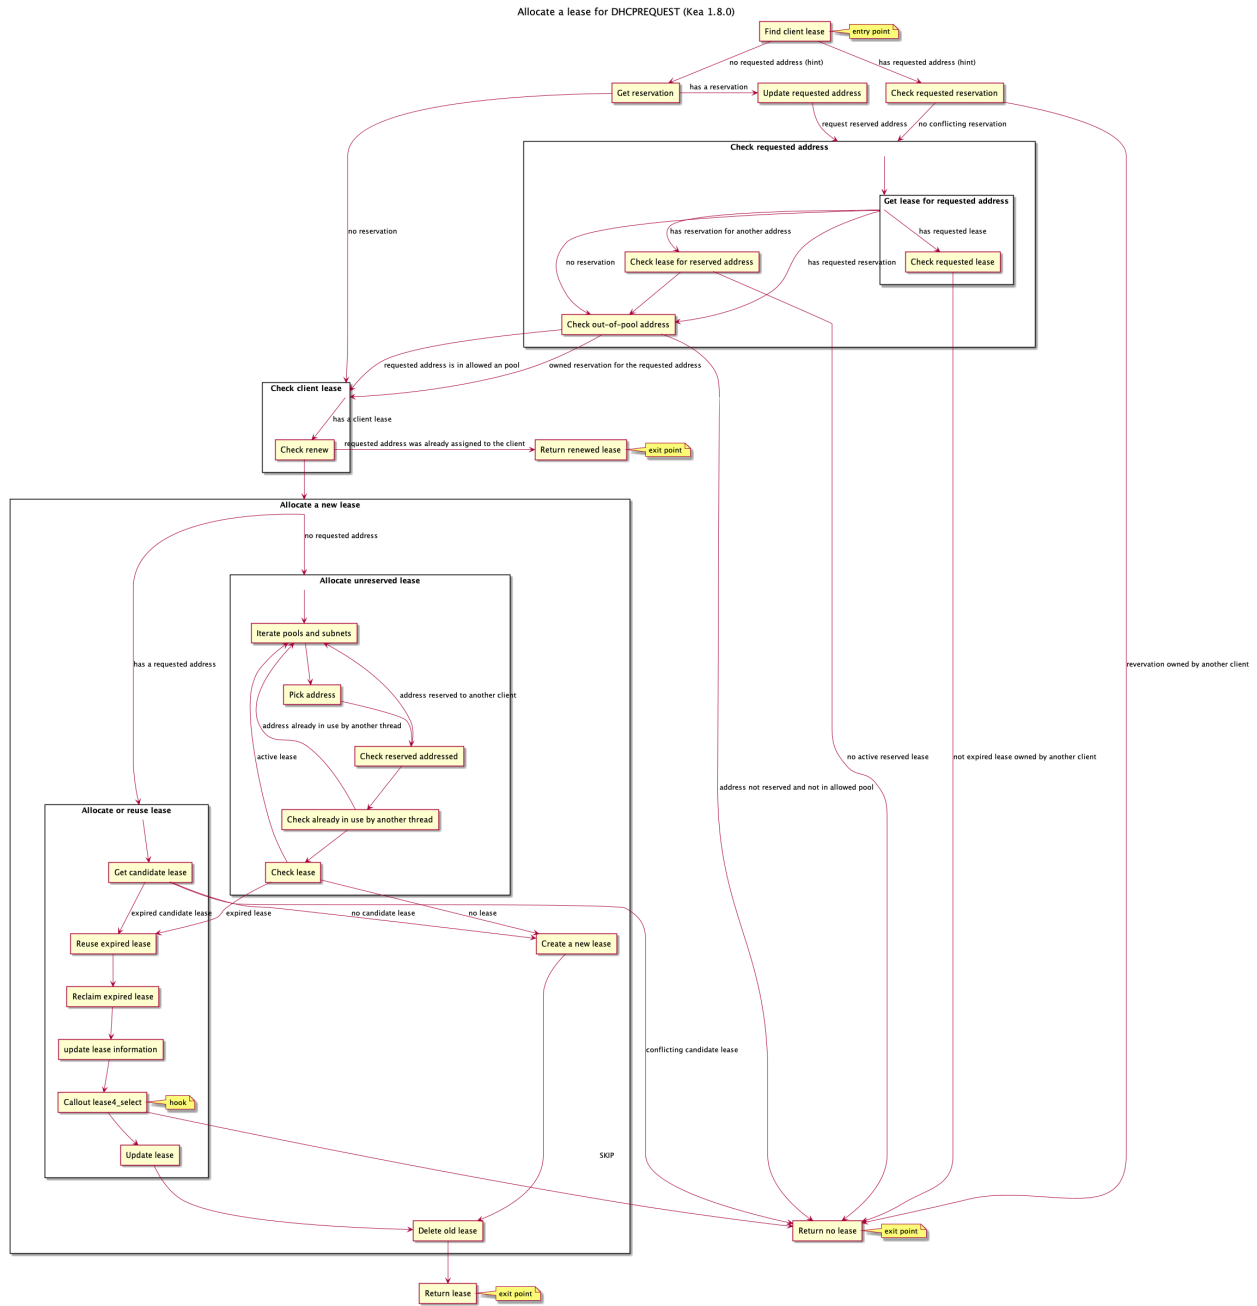 Allocate a lease for DHCPREQUEST (Kea 1.8.0)
Find client lease
entry point
no requested address (hint)
has requested address (hint)
Get reservation
has a reservation
Update requested address
Check requested reservation
request reserved address
no conflicting reservation
Check requested address
Get lease for requested address
no reservation
has reservation for another address
has requested lease
Check lease for reserved address
no reservation
has requested reservation
Check requested lease
Check out-of-pool address
requested address is in allowed an pool
owned reservation for the requested address
Check client lease
has a client lease
Check renew
requested address was already assigned to the client
Return renewed lease
exit point
Allocate a new lease
no requested address
Allocate unreserved lease
Iterate pools and subnets
has a requested address
revervation owned by another client
Pick address
address reserved to another client
address already in use by another thread
Check reserved addressed
active lease
no active reserved lease
not expired lease owned by another client
address not reserved and not in allowed pool
Allocate or reuse lease
Check already in use by another thread
Get candidate lease
Check lease
expired candidate lease
expired lease
no candidate lease
no lease
Reuse expired lease
Create a new lease
Reclaim expired lease
update lease information
conflicting candidate lease
Callout lease4_select
hook
Update lease
SKIP
Delete old lease
Return no lease
exit point
Return lease
exit point